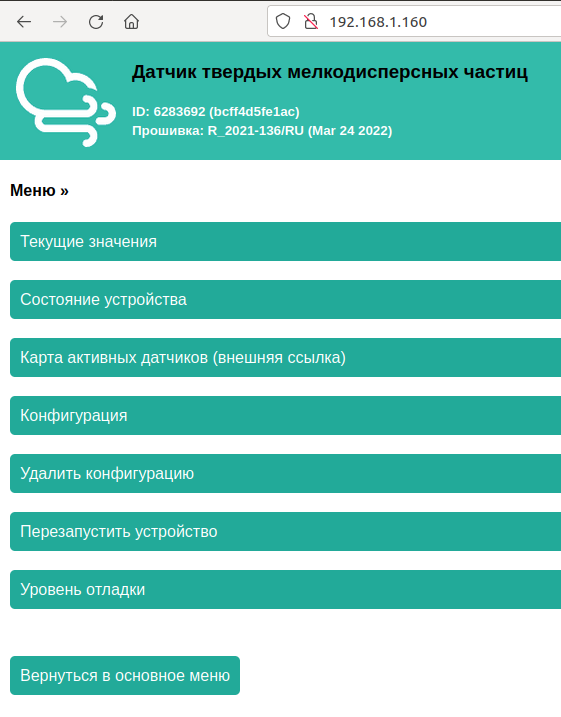 192.168.1.160
Датчик твердых мелкодисперсных частиц
ID: 6283692 (bcff4d5fe1ac)
Прошивка: R_2021-136/RU (Mar 24 2022)
Меню »
Текущие значения
Состояние устройства
Карта активных датчиков (внешняя ссылка)
Конфигурация
Удалить конфигурацию
Перезапустить устройство
Уровень отладки
Вернуться в основное меню